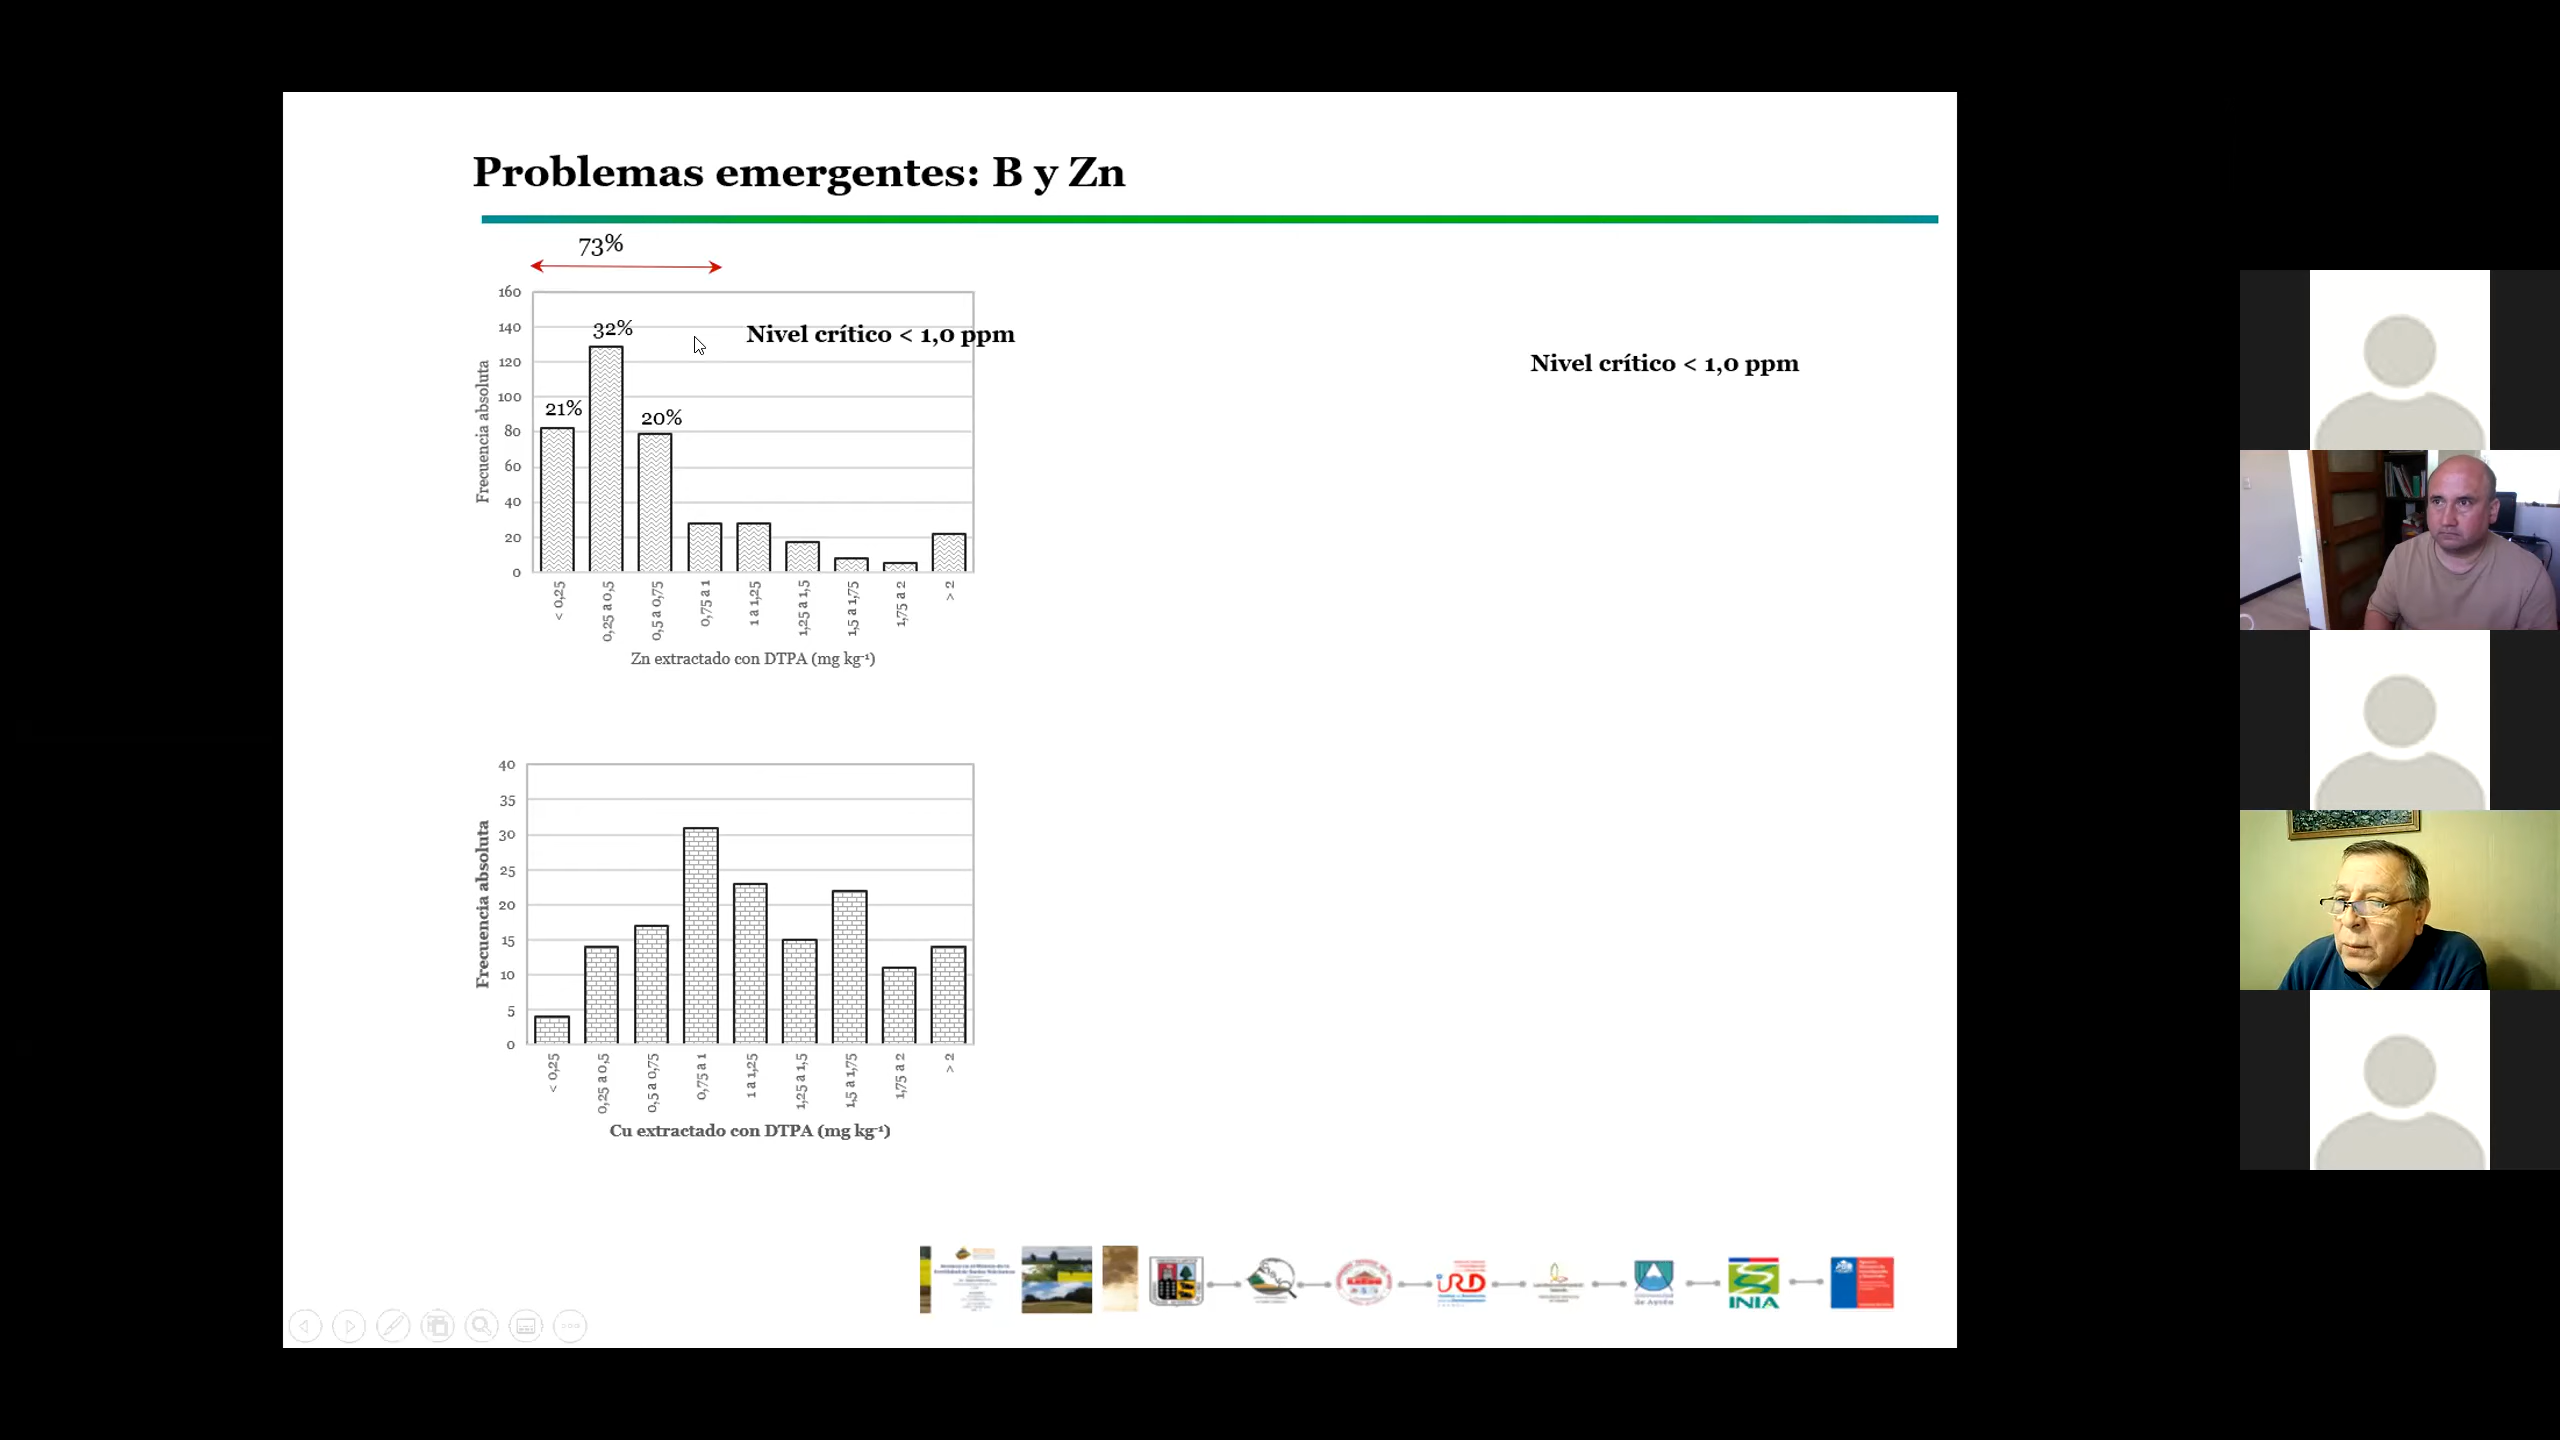 Problemas emergentes: B y Zn
73%
160
140
120
100
80
60
40
20
0
Frecuencia absoluta
21%
32%
20%
Nivel crítico < 1,0 ppm
Nivel crítico < 1,0 ppm
< 0,25
0,25 a 0,5
0,5 a 0,75
0,75 a 1
1 a 1,25
1,25 a 1,5
1,5 a 1,75
1,75 a 2
> 2
Zn extractado con DTPA (mg kg⁻¹)
40
35
30
25
20
15
10
5
0
Frecuencia absoluta
< 0,25
0,25 a 0,5
0,5 a 0,75
0,75 a 1
1 a 1,25
1,25 a 1,5
1,5 a 1,75
1,75 a 2
> 2
Cu extractado con DTPA (mg kg⁻¹)
iRD
INIA